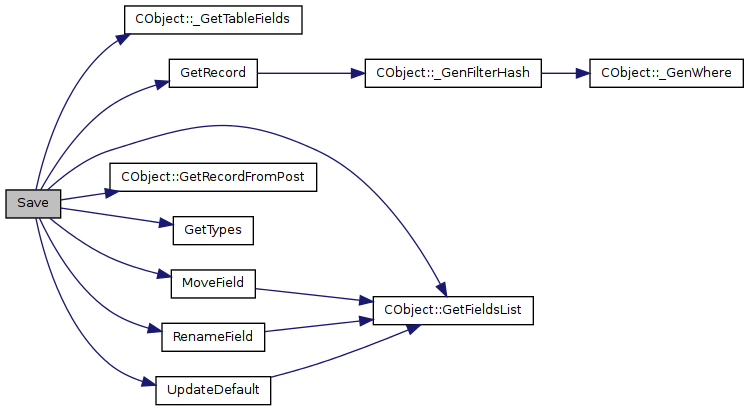 CObject::_GetTableFields
GetRecord
CObject::_GenFilterHash
CObject::_GenWhere
CObject::GetRecordFromPost
Save
GetTypes
MoveField
CObject::GetFieldsList
RenameField
UpdateDefault